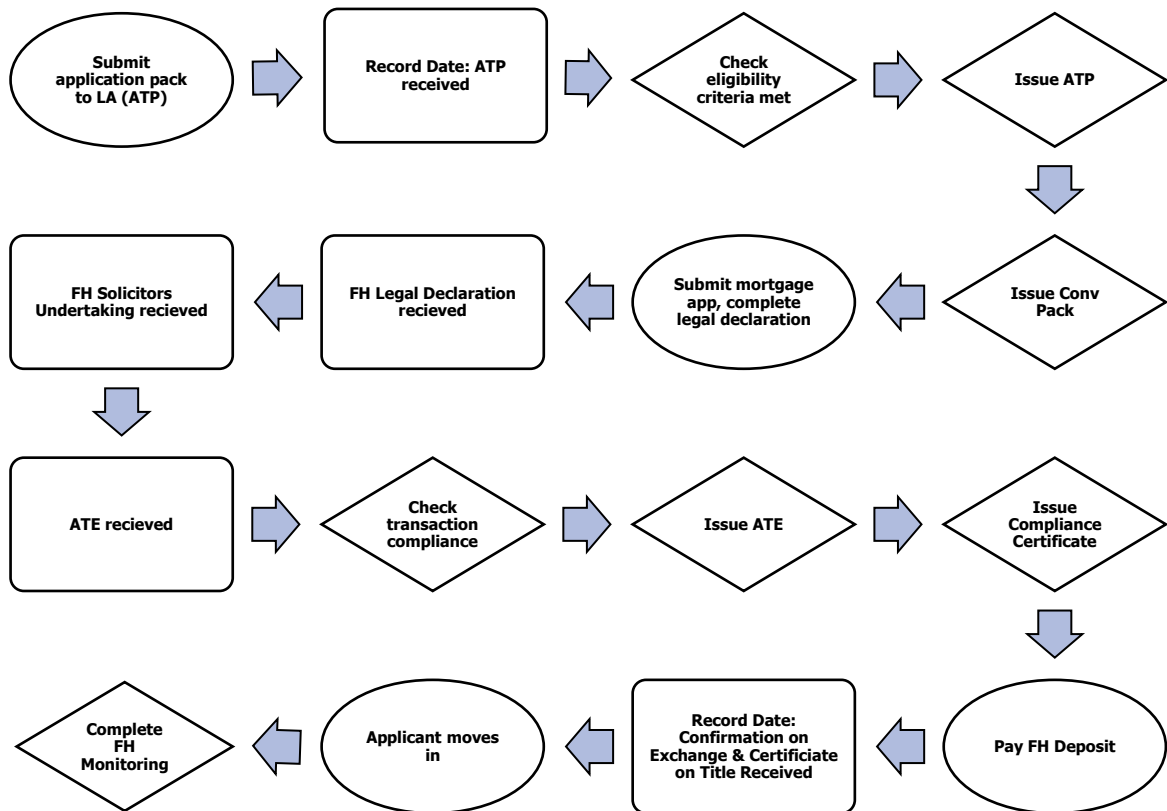 Submit
application pack
to LA (ATP)
Record Date: ATP
received
Check
eligibility
criteria met
Issue ATP
Issue Conv
Pack
Submit mortgage
app, complete
legal declaration
FH Legal Declaration
recieved
FH Solicitors
Undertaking recieved
ATE recieved
Check
transaction
compliance
Issue ATE
Issue
Compliance
Certificate
Pay FH Deposit
Record Date:
Confirmation on
Exchange & Certificiate
on Title Received
Applicant moves
in
Complete
FH
Monitoring